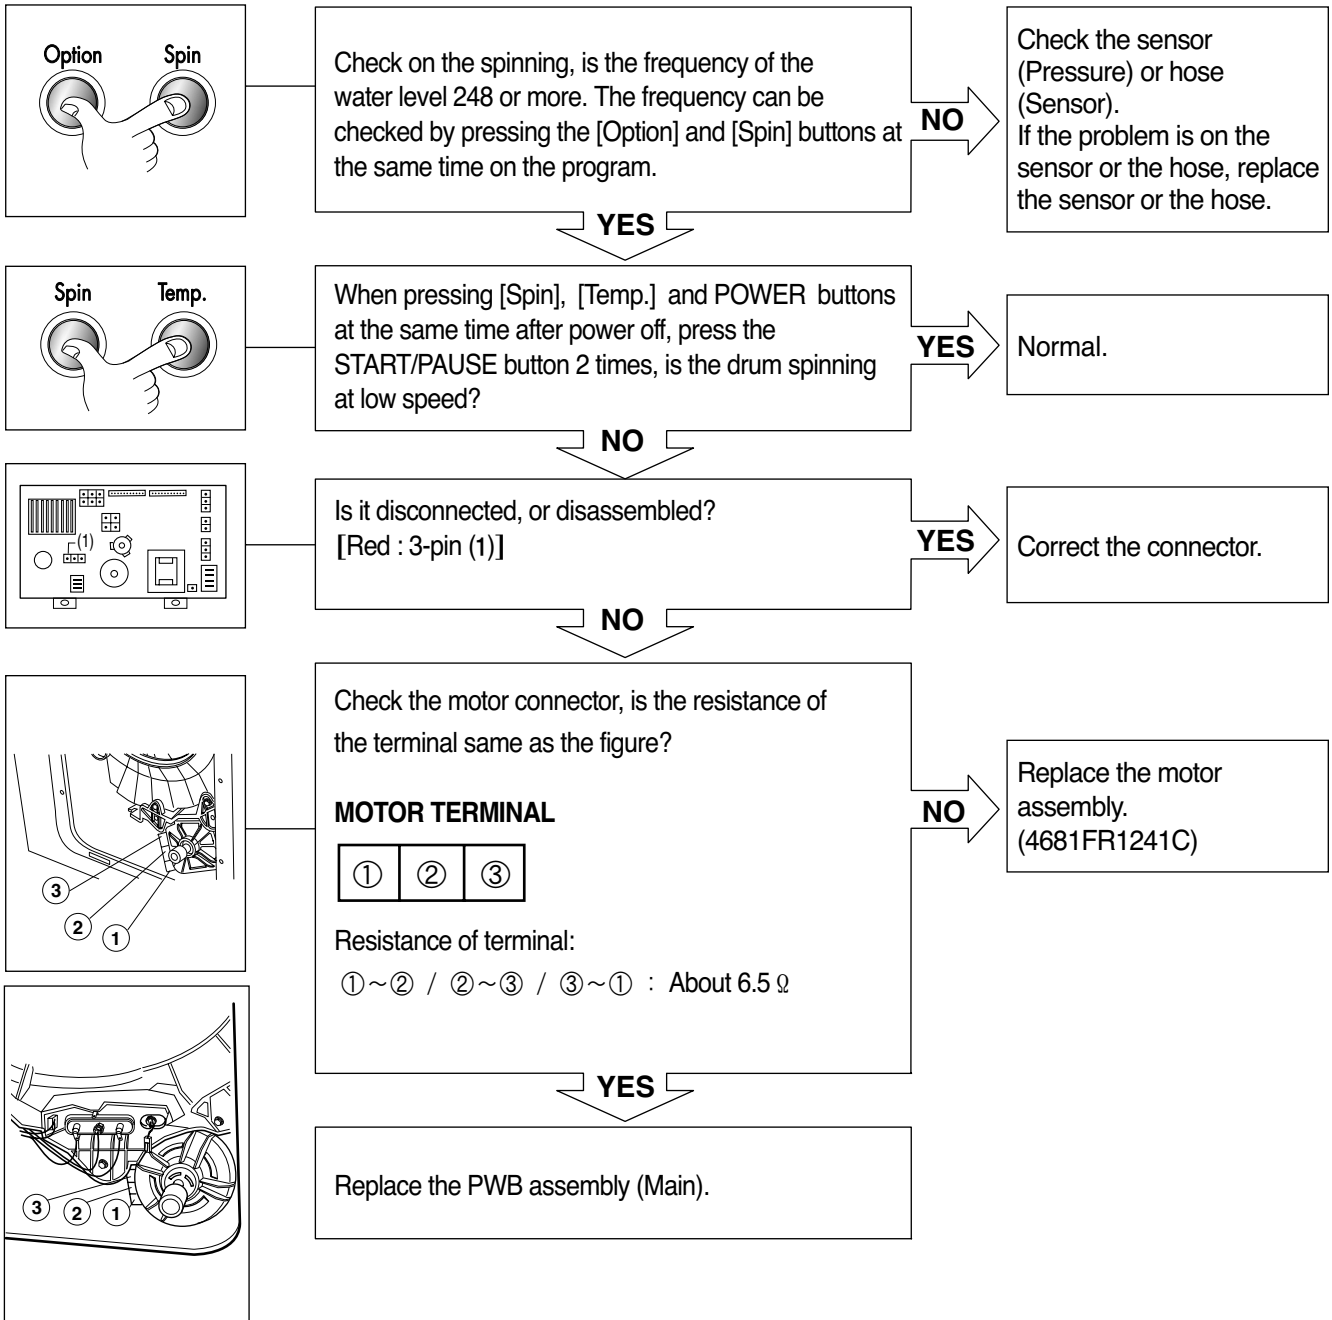 Option Spin
Check on the spinning, is the frequency of the
water level 248 or more. The frequency can be
checked by pressing the [Option] and [Spin] buttons at
the same time on the program.
NO
Check the sensor
(Pressure) or hose
(Sensor).
If the problem is on the
sensor or the hose, replace
the sensor or the hose.
YES
Spin Temp.
When pressing [Spin], [Temp.] and POWER buttons
at the same time after power off, press the
START/PAUSE button 2 times, is the drum spinning
at low speed?
YES
Normal.
NO
(1)
Is it disconnected, or disassembled?
[Red : 3-pin (1)]
YES
Correct the connector.
NO
3
2
1
Check the motor connector, is the resistance of
the terminal same as the figure?
MOTOR TERMINAL
① ② ③
Resistance of terminal:
①~② / ②~③ / ③~① : About 6.5 Ω
NO
Replace the motor
assembly.
(4681FR1241C)
YES
3 2 1
Replace the PWB assembly (Main).